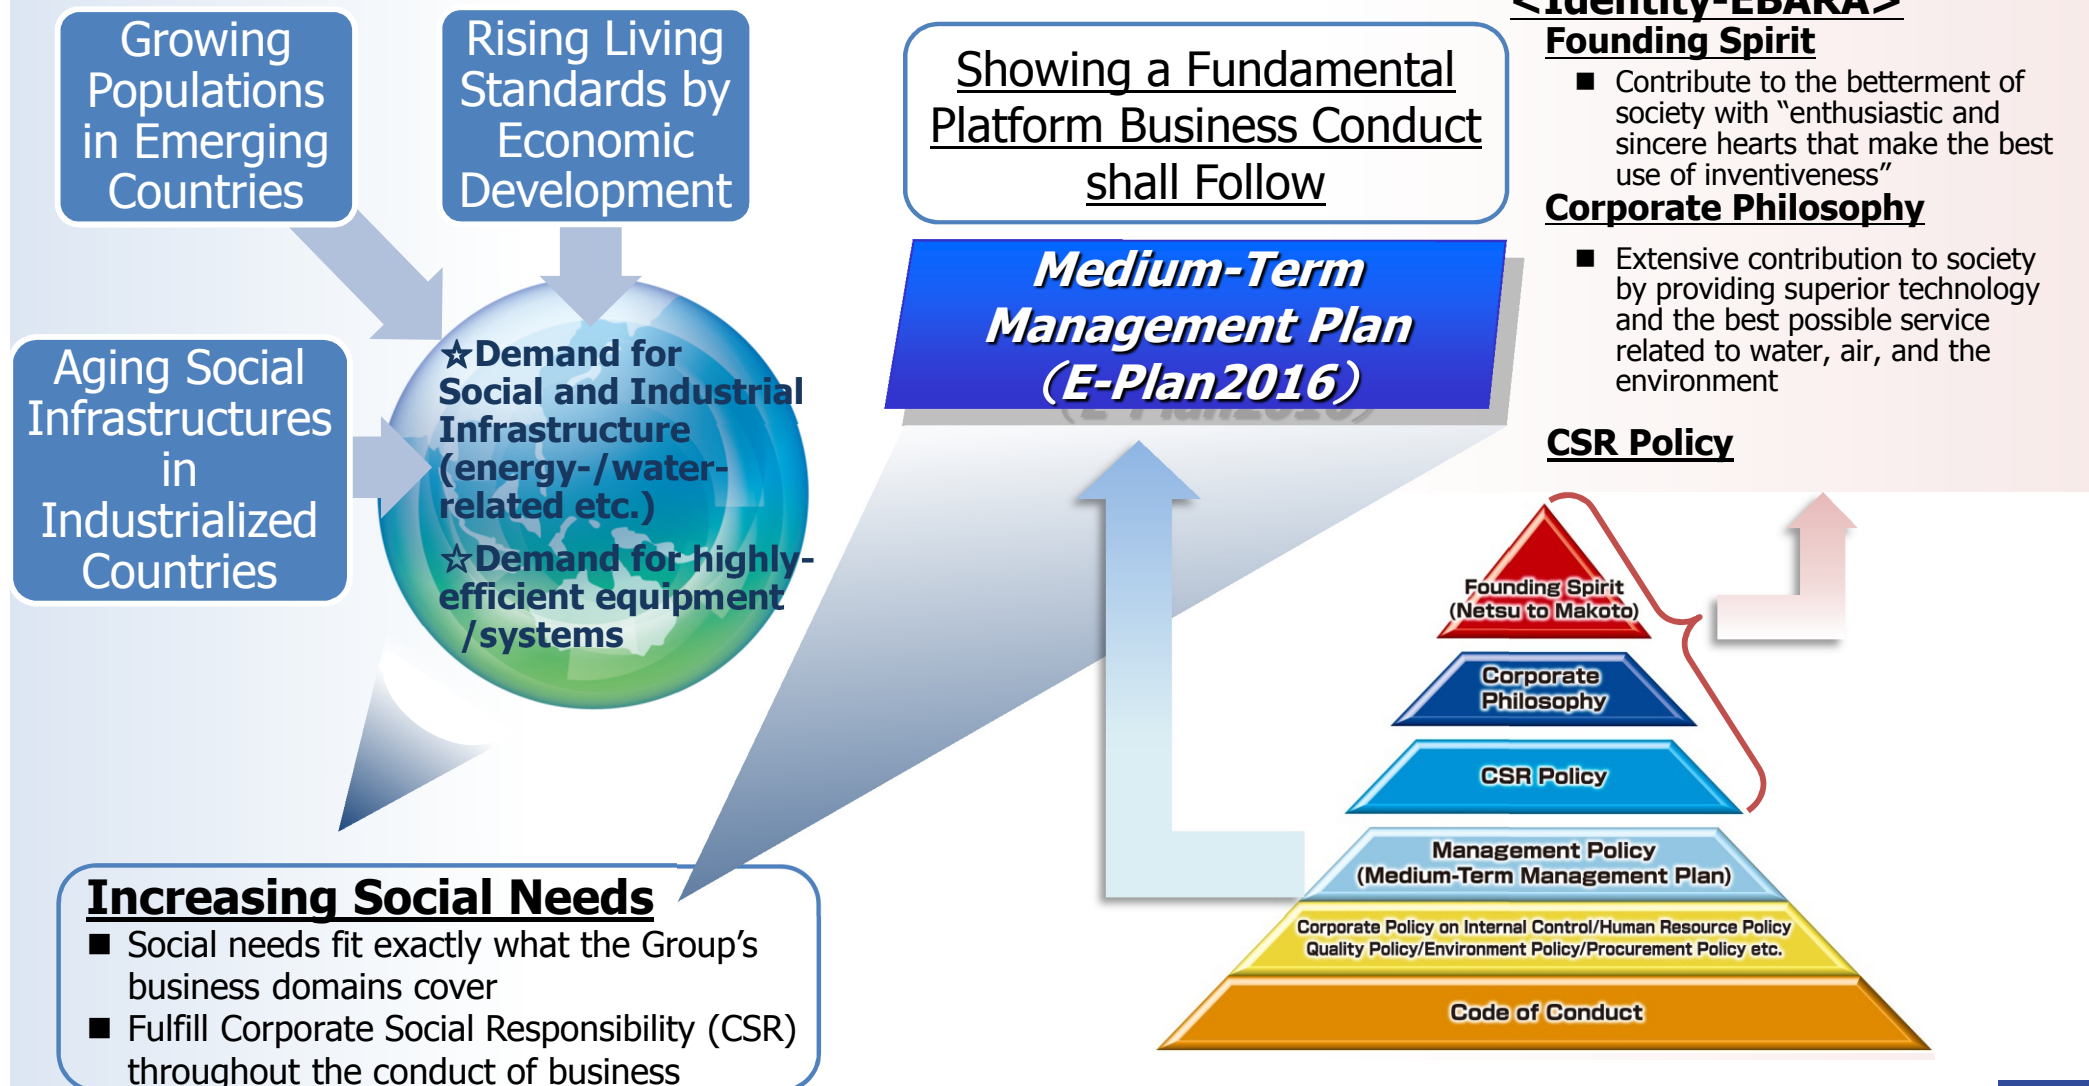 Growing
Populations
in Emerging
Countries
Rising Living
Standards by
Economic
Development
Aging Social
Infrastructures
in
Industrialized
Countries
☆Demand for
Social and Industrial
Infrastructure
(energy-/water-
related etc.)
☆Demand for highly-
efficient equipment
/systems
Increasing Social Needs
■ Social needs fit exactly what the Group’s
business domains cover
■ Fulfill Corporate Social Responsibility (CSR)
throughout the conduct of business
Showing a Fundamental
Platform Business Conduct
shall Follow
Medium-Term
Management Plan
（E-Plan2016）
<Identity-EBARA>
Founding Spirit
■ Contribute to the betterment of
society with “enthusiastic and
sincere hearts that make the best
use of inventiveness”
Corporate Philosophy
■ Extensive contribution to society
by providing superior technology
and the best possible service
related to water, air, and the
environment
CSR Policy
Founding Spirit
(Netsu to Makoto)
Corporate
Philosophy
CSR Policy
Management Policy
(Medium-Term Management Plan)
Corporate Policy on Internal Control/Human Resource Policy
Quality Policy/Environment Policy/Procurement Policy etc.
Code of Conduct